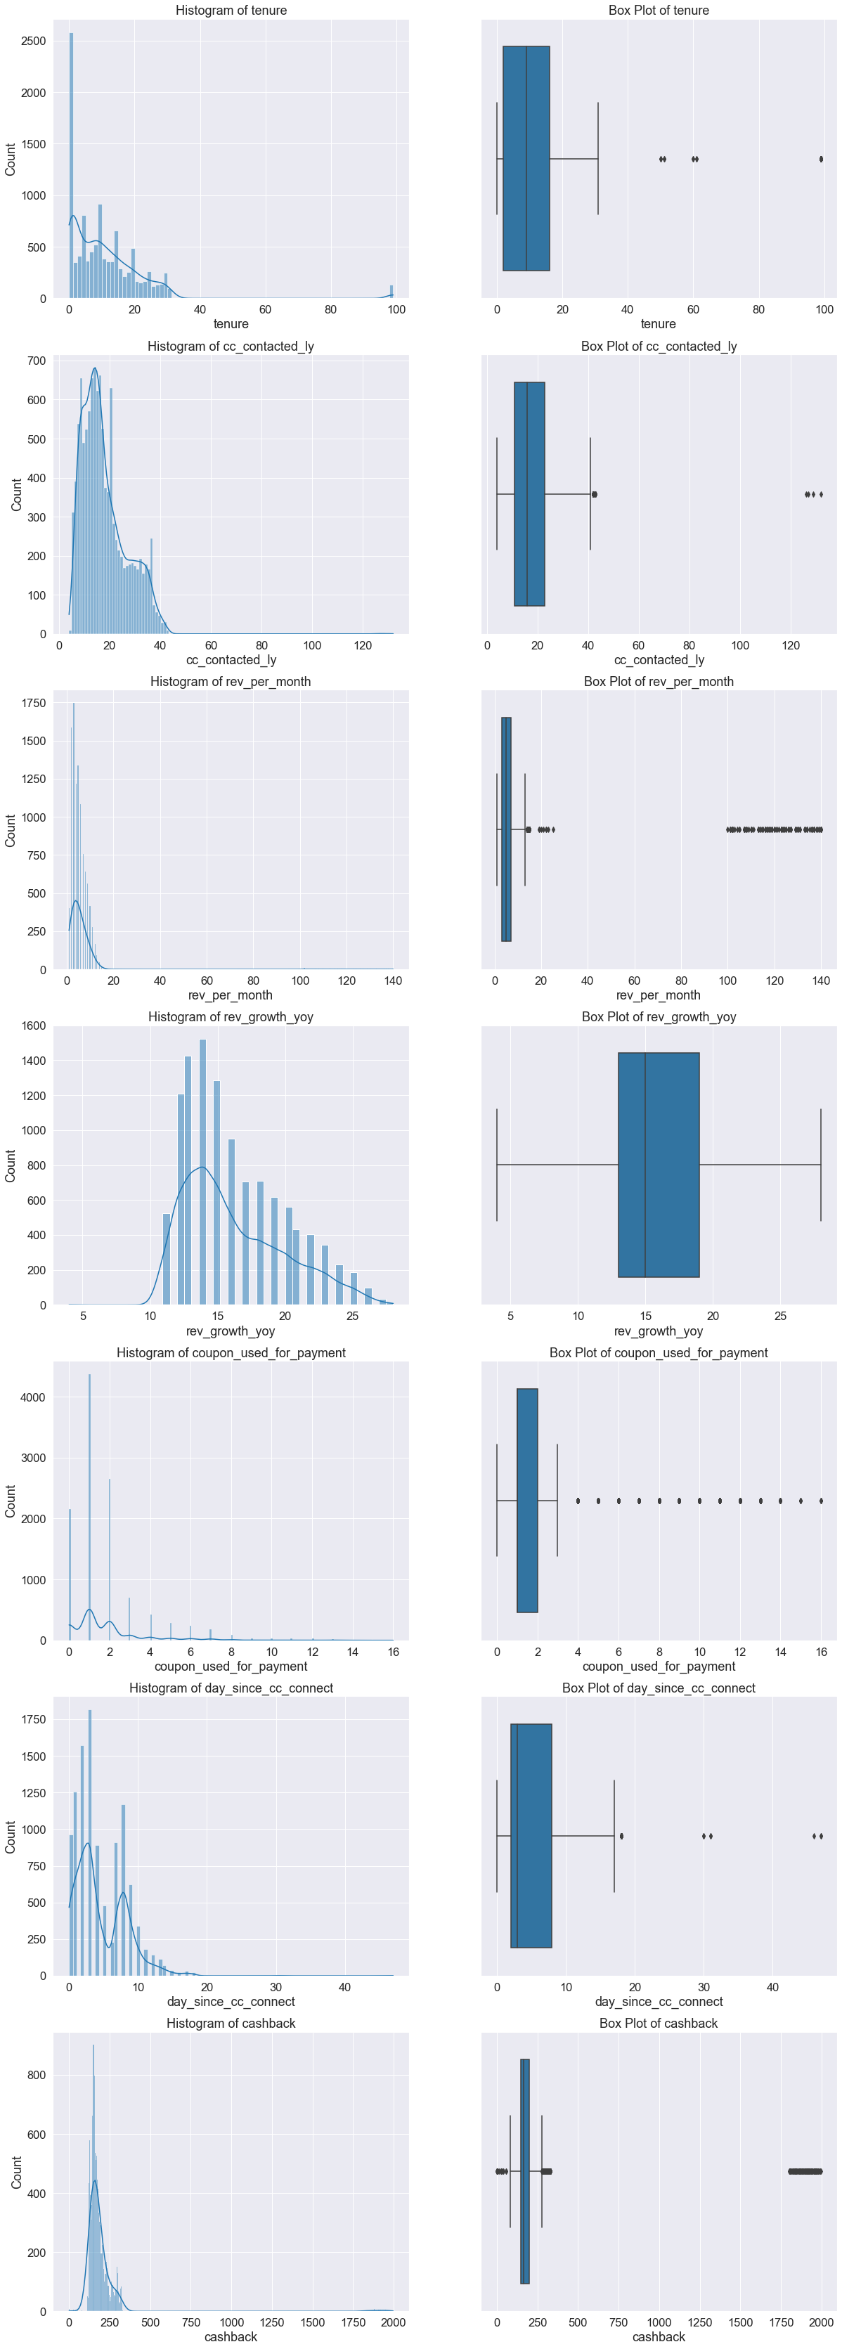 Histogram of tenure
Count
2500
2000
1500
1000
500
0
0 20 40 60 80 100
tenure
Box Plot of tenure
0 20 40 60 80 100
tenure
Histogram of cc_contacted_ly
Count
700
600
500
400
300
200
100
0
0 20 40 60 80 100 120
cc_contacted_ly
Box Plot of cc_contacted_ly
0 20 40 60 80 100 120
cc_contacted_ly
Histogram of rev_per_month
Count
1750
1500
1250
1000
750
500
250
0
0 20 40 60 80 100 120 140
rev_per_month
Box Plot of rev_per_month
0 20 40 60 80 100 120 140
rev_per_month
Histogram of rev_growth_yoy
Count
1600
1400
1200
1000
800
600
400
200
0
5 10 15 20 25
rev_growth_yoy
Box Plot of rev_growth_yoy
5 10 15 20 25
rev_growth_yoy
Histogram of coupon_used_for_payment
Count
4000
3000
2000
1000
0
0 2 4 6 8 10 12 14 16
coupon_used_for_payment
Box Plot of coupon_used_for_payment
0 2 4 6 8 10 12 14 16
coupon_used_for_payment
Histogram of day_since_cc_connect
Count
1750
1500
1250
1000
750
500
250
0
0 10 20 30 40
day_since_cc_connect
Box Plot of day_since_cc_connect
0 10 20 30 40
day_since_cc_connect
Histogram of cashback
Count
800
600
400
200
0
0 250 500 750 1000 1250 1500 1750 2000
cashback
Box Plot of cashback
0 250 500 750 1000 1250 1500 1750 2000
cashback